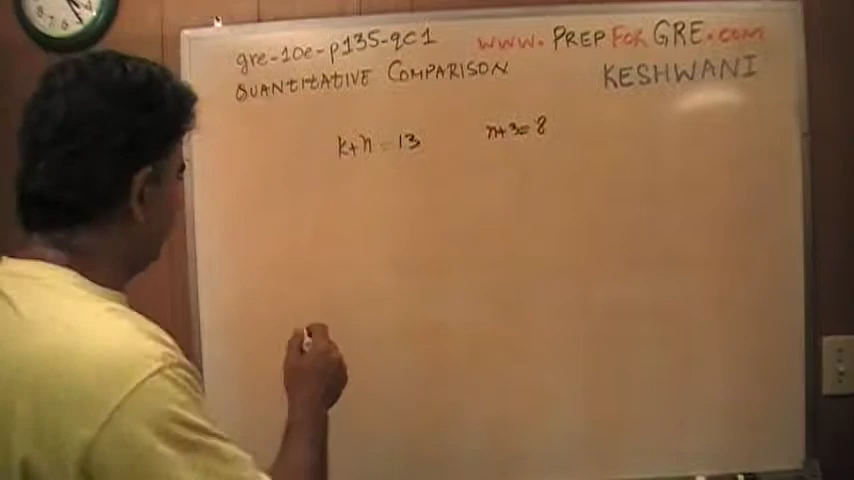 gre-10e-p135-qc1
QUANTITATIVE COMPARISON
www.PREPFORGRE.com
KESHWANI
k+n = 13
n+3=8